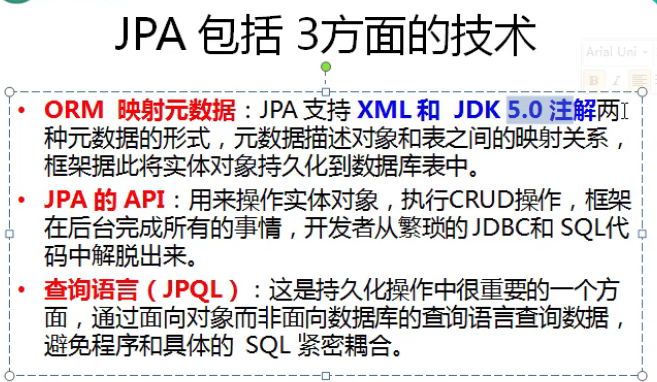 JPA 包括 3方面的技术
Arial Uni
B I
• ORM 映射元数据：JPA 支持 XML 和 JDK 5.0 注解两
种元数据的形式，元数据描述对象和表之间的映射关系，
框架据此将实体对象持久化到数据库表中。
• JPA 的 API：用来操作实体对象，执行CRUD操作，框架
在后台完成所有的事情，开发者从繁琐的 JDBC和 SQL代
码中解脱出来。
• 查询语言（JPQL）：这是持久化操作中很重要的一个方
面，通过面向对象而非面向数据库的查询语言查询数据，
避免程序和具体的 SQL 紧密耦合。